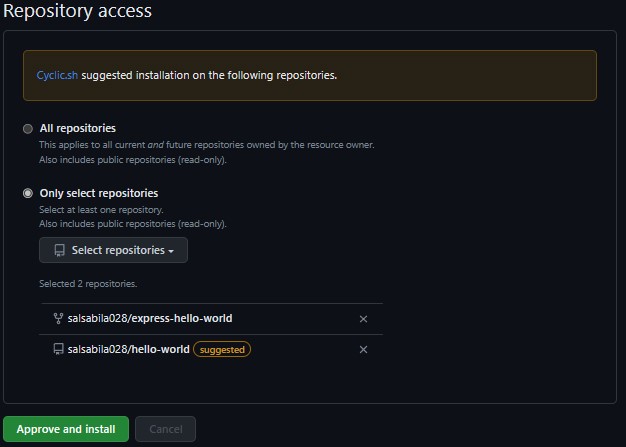 Repository access
Cyclic.sh suggested installation on the following repositories.
All repositories
This applies to all current and future repositories owned by the resource owner.
Also includes public repositories (read-only).
Only select repositories
Select at least one repository.
Also includes public repositories (read-only).
Select repositories
Selected 2 repositories.
salsabila028/express-hello-world
salsabila028/hello-world suggested
Approve and install Cancel